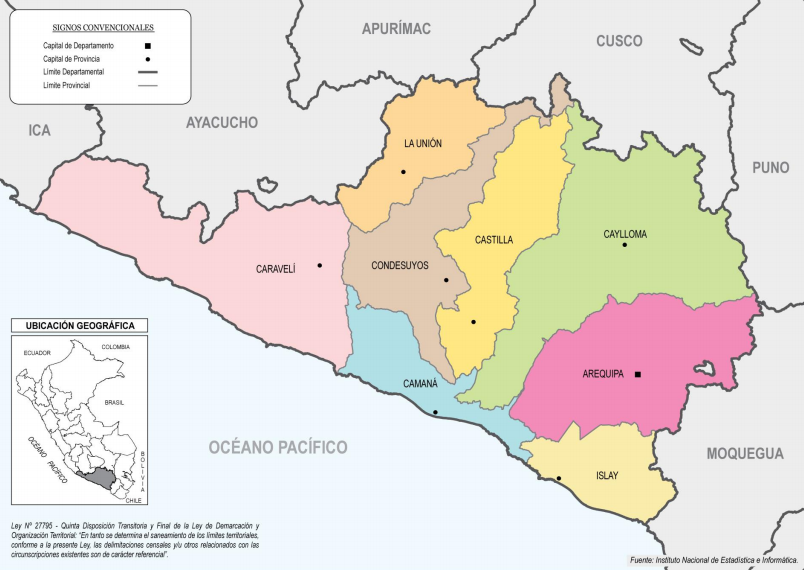 SIGNOS CONVENCIONALES
Capital de Departamento
Capital de Provincia
Límite Departamental
Límite Provincial
APURÍMAC
CUSCO
AYACUCHO
ICA
PUNO
LA UNIÓN
CASTILLA
CAYLLOMA
CARAVELÍ
CONDESUYOS
AREQUIPA
CAMANÁ
ISLAY
MOQUEGUA
OCÉANO PACÍFICO
UBICACIÓN GEOGRÁFICA
ECUADOR
COLOMBIA
BRASIL
OCÉANO PACÍFICO
BOLIVIA
CHILE
Ley Nº 27795 - Quinta Disposición Transitoria y Final de la Ley de Demarcación y
Organización Territorial: "En tanto se determina el saneamiento de los límites territoriales,
conforme a la presente Ley, las delimitaciones censales y/u otros relacionados con las
circunscripciones existentes son de carácter referencial".
Fuente: Instituto Nacional de Estadística e Informática.